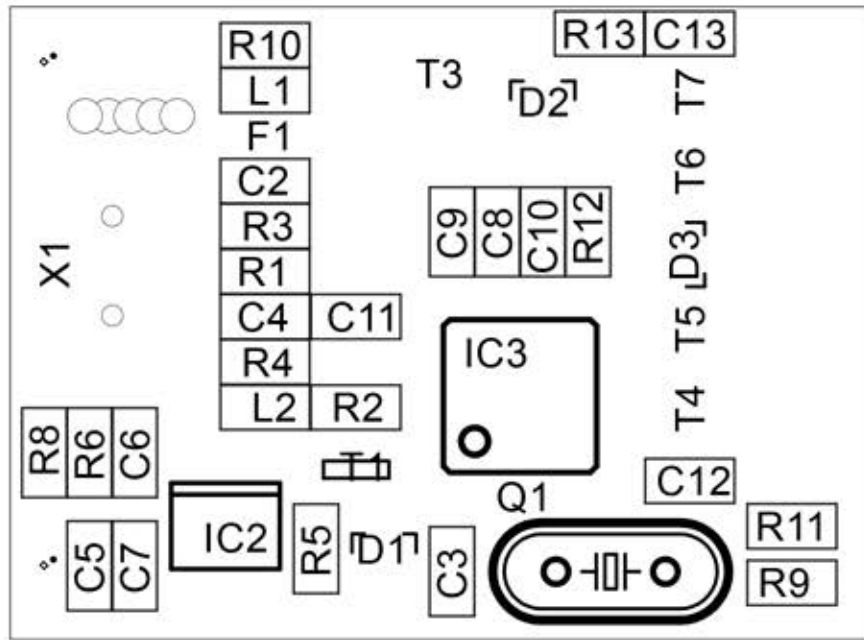 R10
R13 C13
L1
T3
D2
T7
F1
C2
T6
R3
C9 C8 C10 R12
D3
X1
R1
C4 C11
T5
IC3
R4
L2 R2
T4
R8 R6 C6
T1
C12
Q1
R11
IC2
R5
D1
C5 C7
C3
R9